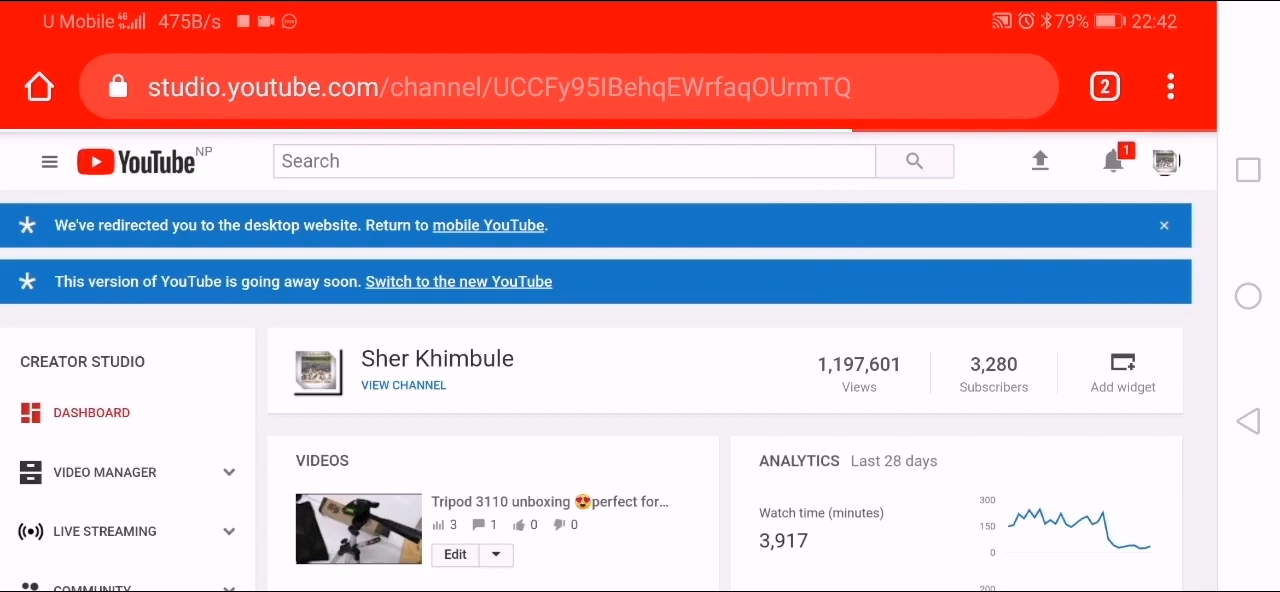 U Mobile 4G 475B/s 79% 22:42
studio.youtube.com/channel/UCCFy95IBehqEWrfaqOUrmTQ 2
YouTube NP Search 1
We've redirected you to the desktop website. Return to mobile YouTube. ×
This version of YouTube is going away soon. Switch to the new YouTube
CREATOR STUDIO
DASHBOARD
VIDEO MANAGER
LIVE STREAMING
COMMUNITY
Sher Khimbule
VIEW CHANNEL
1,197,601
Views
3,280
Subscribers
Add widget
VIDEOS
Tripod 3110 unboxing 😍perfect for...
3 1 0 0
Edit
ANALYTICS Last 28 days
Watch time (minutes)
3,917
300
150
0
200